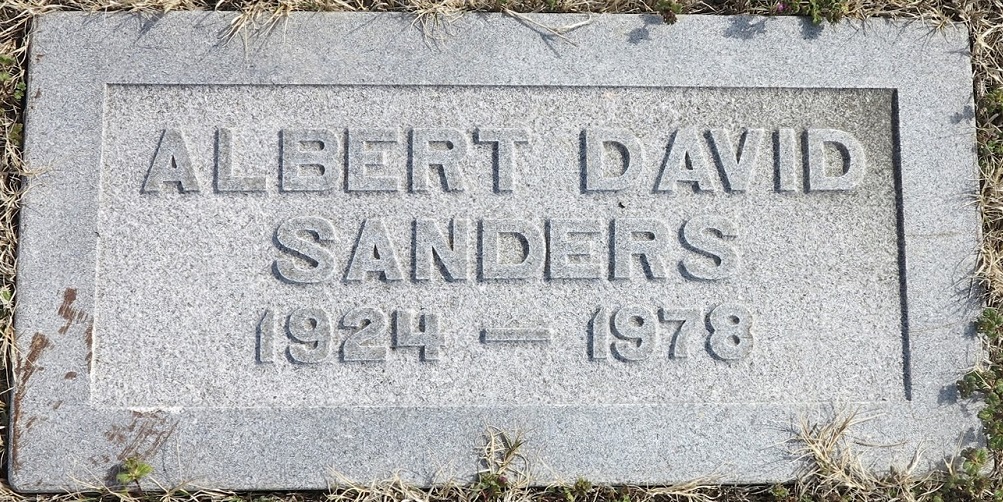 ALBERT DAVID
SANDERS
1924 — 1978